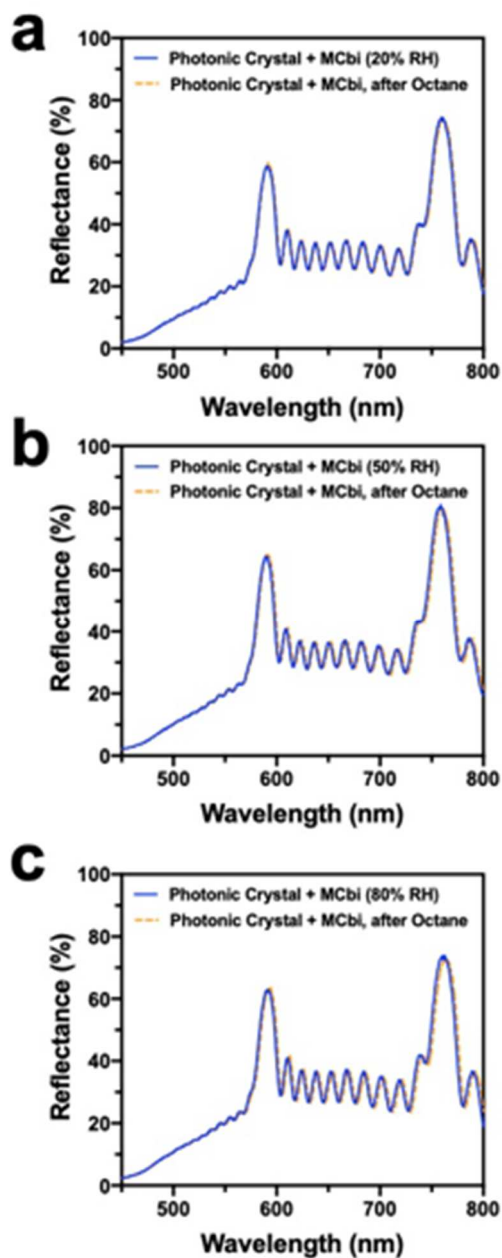 a
100
80
60
40
20
0
Reflectance (%)
Photonic Crystal + MCbi (20% RH)
Photonic Crystal + MCbi, after Octane
500 600 700 800
Wavelength (nm)
b
100
80
60
40
20
0
Reflectance (%)
Photonic Crystal + MCbi (50% RH)
Photonic Crystal + MCbi, after Octane
500 600 700 800
Wavelength (nm)
c
100
80
60
40
20
0
Reflectance (%)
Photonic Crystal + MCbi (80% RH)
Photonic Crystal + MCbi, after Octane
500 600 700 800
Wavelength (nm)